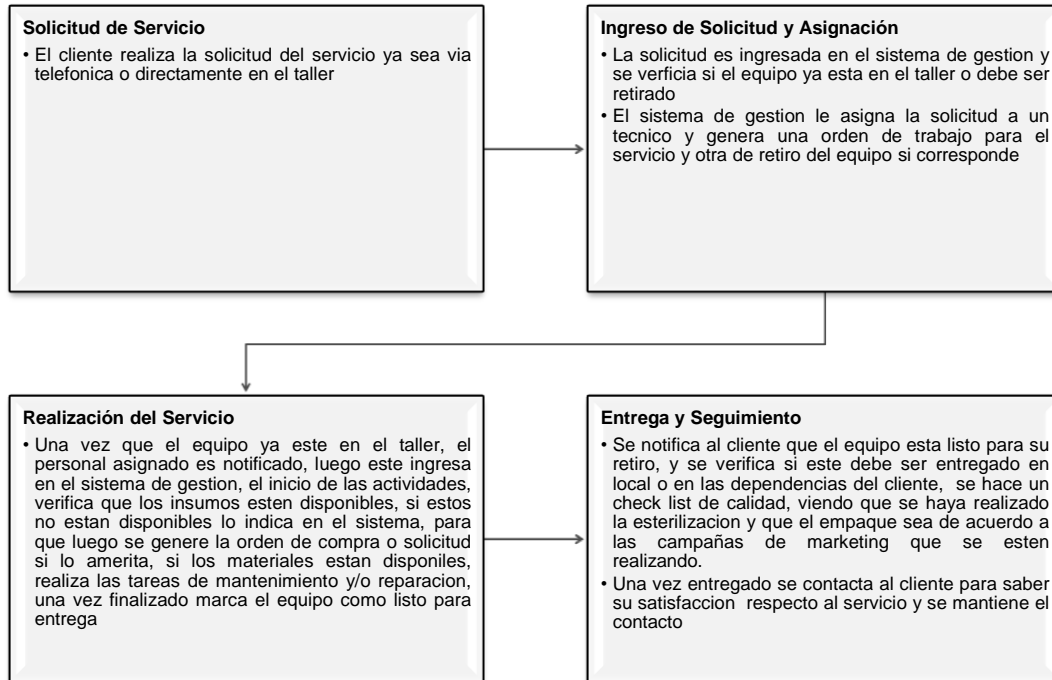 Solicitud de Servicio
• El cliente realiza la solicitud del servicio ya sea via
telefonica o directamente en el taller
Ingreso de Solicitud y Asignación
• La solicitud es ingresada en el sistema de gestion y
se verficia si el equipo ya esta en el taller o debe ser
retirado
• El sistema de gestion le asigna la solicitud a un
tecnico y genera una orden de trabajo para el
servicio y otra de retiro del equipo si corresponde
Realización del Servicio
• Una vez que el equipo ya este en el taller, el
personal asignado es notificado, luego este ingresa
en el sistema de gestion, el inicio de las actividades,
verifica que los insumos esten disponibles, si estos
no estan disponibles lo indica en el sistema, para
que luego se genere la orden de compra o solicitud
si lo amerita, si los materiales estan disponiles,
realiza las tareas de mantenimiento y/o reparacion,
una vez finalizado marca el equipo como listo para
entrega
Entrega y Seguimiento
• Se notifica al cliente que el equipo esta listo para su
retiro, y se verifica si este debe ser entregado en
local o en las dependencias del cliente, se hace un
check list de calidad, viendo que se haya realizado
la esterilizacion y que el empaque sea de acuerdo a
las campañas de marketing que se esten
realizando.
• Una vez entregado se contacta al cliente para saber
su satisfaccion respecto al servicio y se mantiene el
contacto